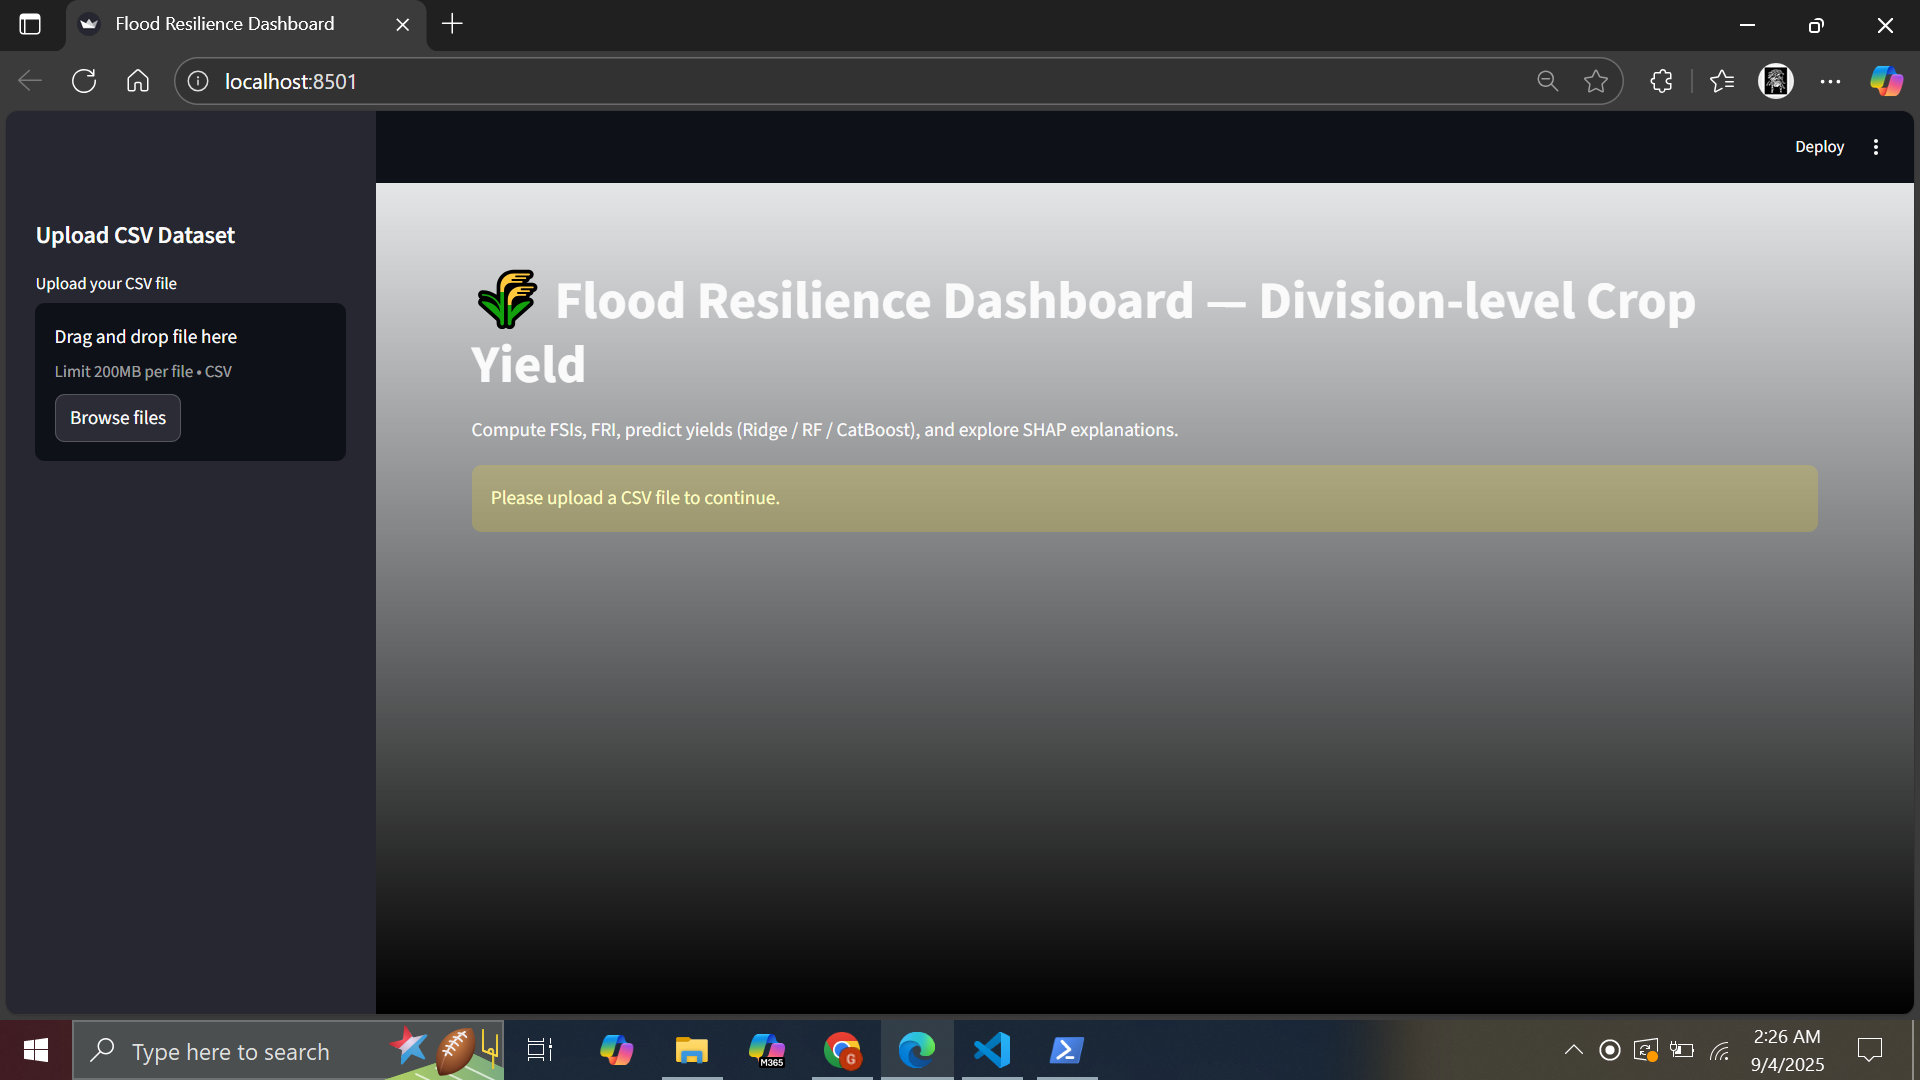 Flood Resilience Dashboard
localhost:8501
Deploy
Upload CSV Dataset
Upload your CSV file
Drag and drop file here
Limit 200MB per file • CSV
Browse files
🌾 Flood Resilience Dashboard — Division-level Crop
Yield
Compute FSIs, FRI, predict yields (Ridge / RF / CatBoost), and explore SHAP explanations.
Please upload a CSV file to continue.
Type here to search
M365
G
2:26 AM
9/4/2025